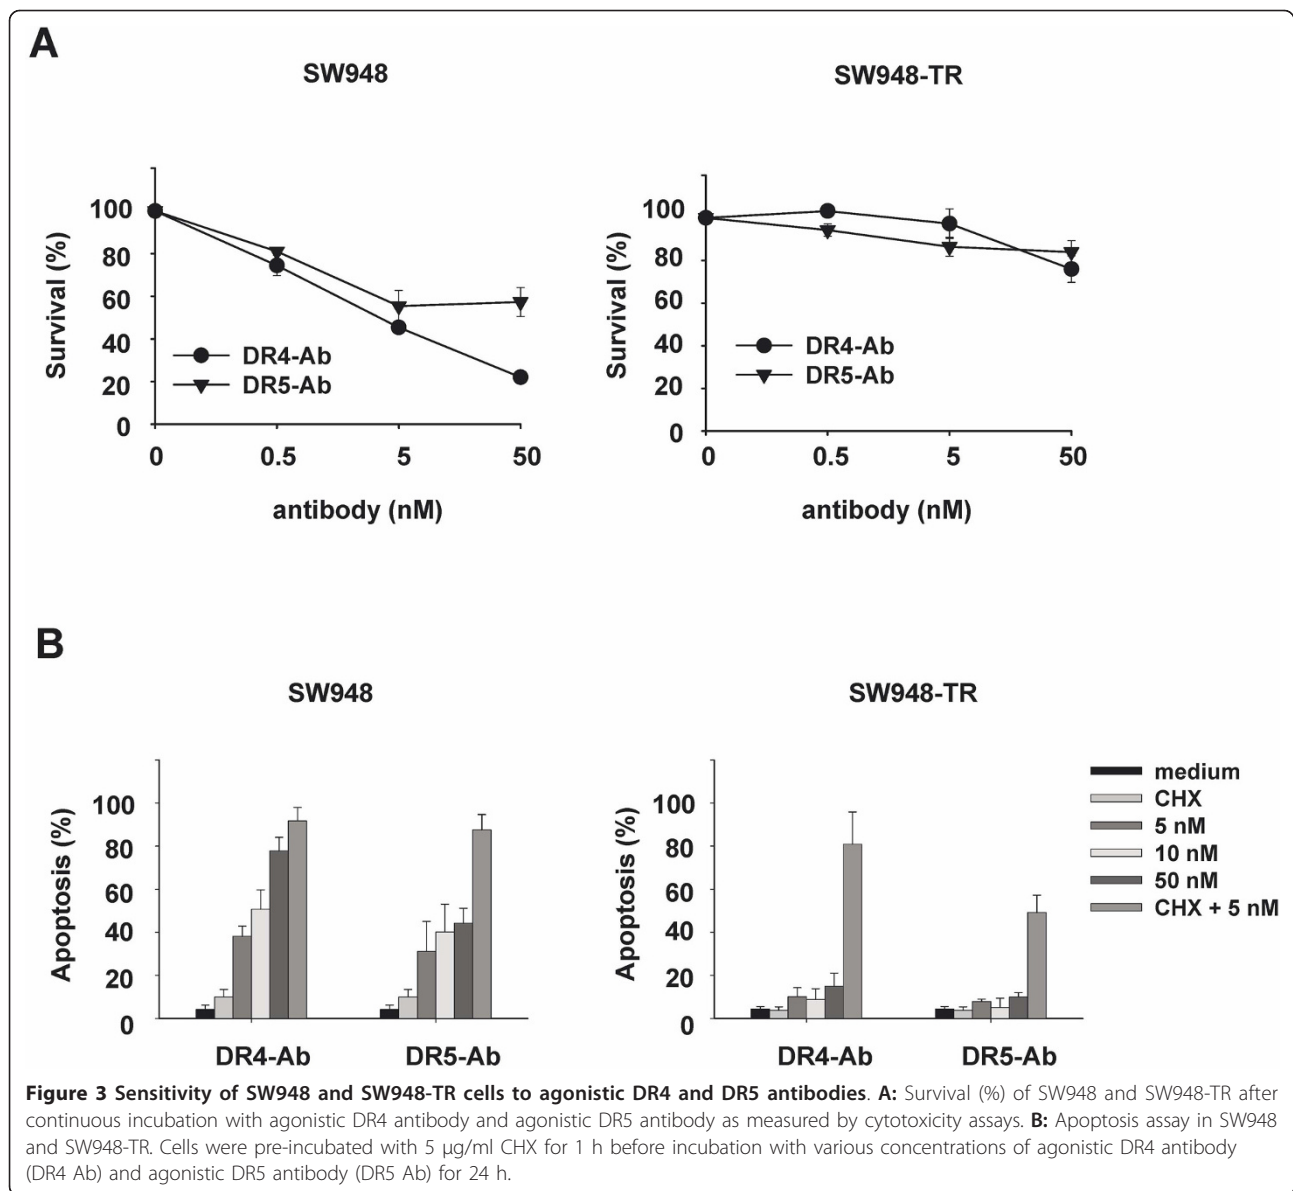 A
SW948
SW948-TR
Survival (%)
100
80
60
40
20
0
DR4-Ab
DR5-Ab
0 0.5 5 50
antibody (nM)
Survival (%)
100
80
60
40
20
0
DR4-Ab
DR5-Ab
0 0.5 5 50
antibody (nM)
B
SW948
SW948-TR
Apoptosis (%)
100
80
60
40
20
0
DR4-Ab DR5-Ab
Apoptosis (%)
100
80
60
40
20
0
DR4-Ab DR5-Ab
medium
CHX
5 nM
10 nM
50 nM
CHX + 5 nM
Figure 3 Sensitivity of SW948 and SW948-TR cells to agonistic DR4 and DR5 antibodies. A: Survival (%) of SW948 and SW948-TR after
continuous incubation with agonistic DR4 antibody and agonistic DR5 antibody as measured by cytotoxicity assays. B: Apoptosis assay in SW948
and SW948-TR. Cells were pre-incubated with 5 μg/ml CHX for 1 h before incubation with various concentrations of agonistic DR4 antibody
(DR4 Ab) and agonistic DR5 antibody (DR5 Ab) for 24 h.